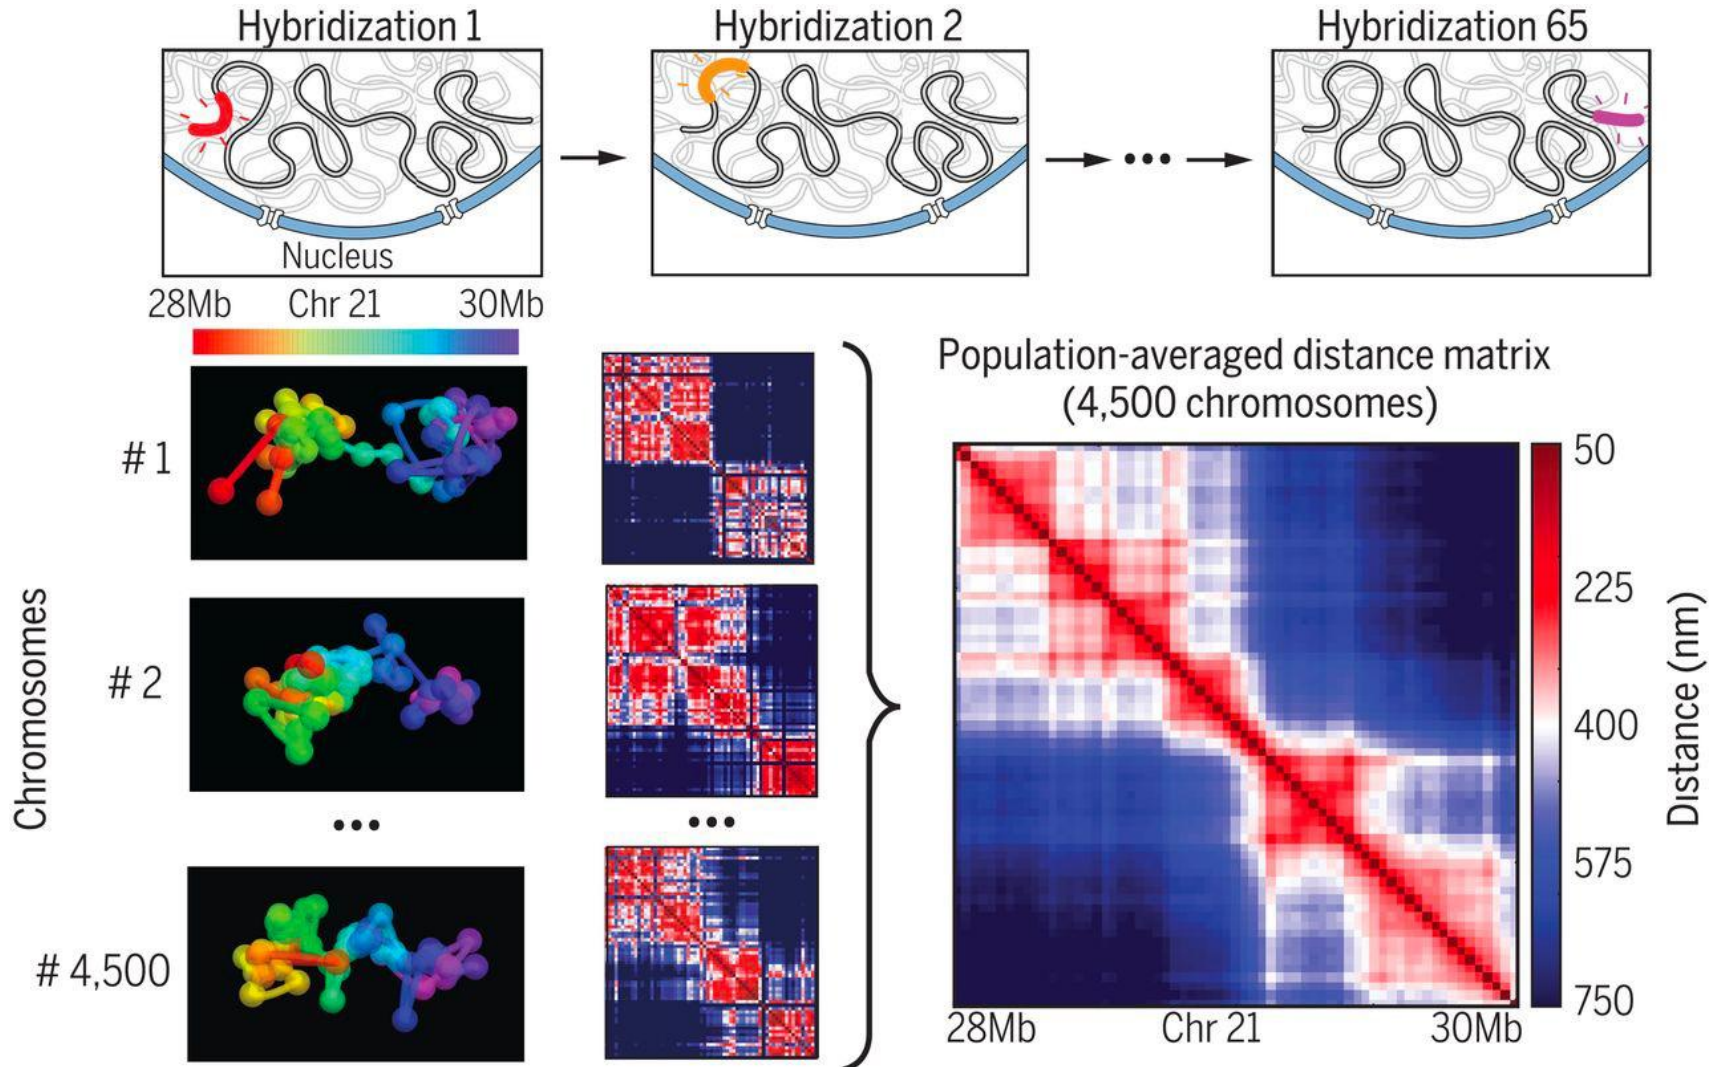 Hybridization 1
Hybridization 2
Hybridization 65
Nucleus
28Mb Chr 21 30Mb
Population-averaged distance matrix
(4,500 chromosomes)
Chromosomes
# 1
# 2
•••
# 4,500
•••
50
225
400
575
750
Distance (nm)
28Mb Chr 21 30Mb